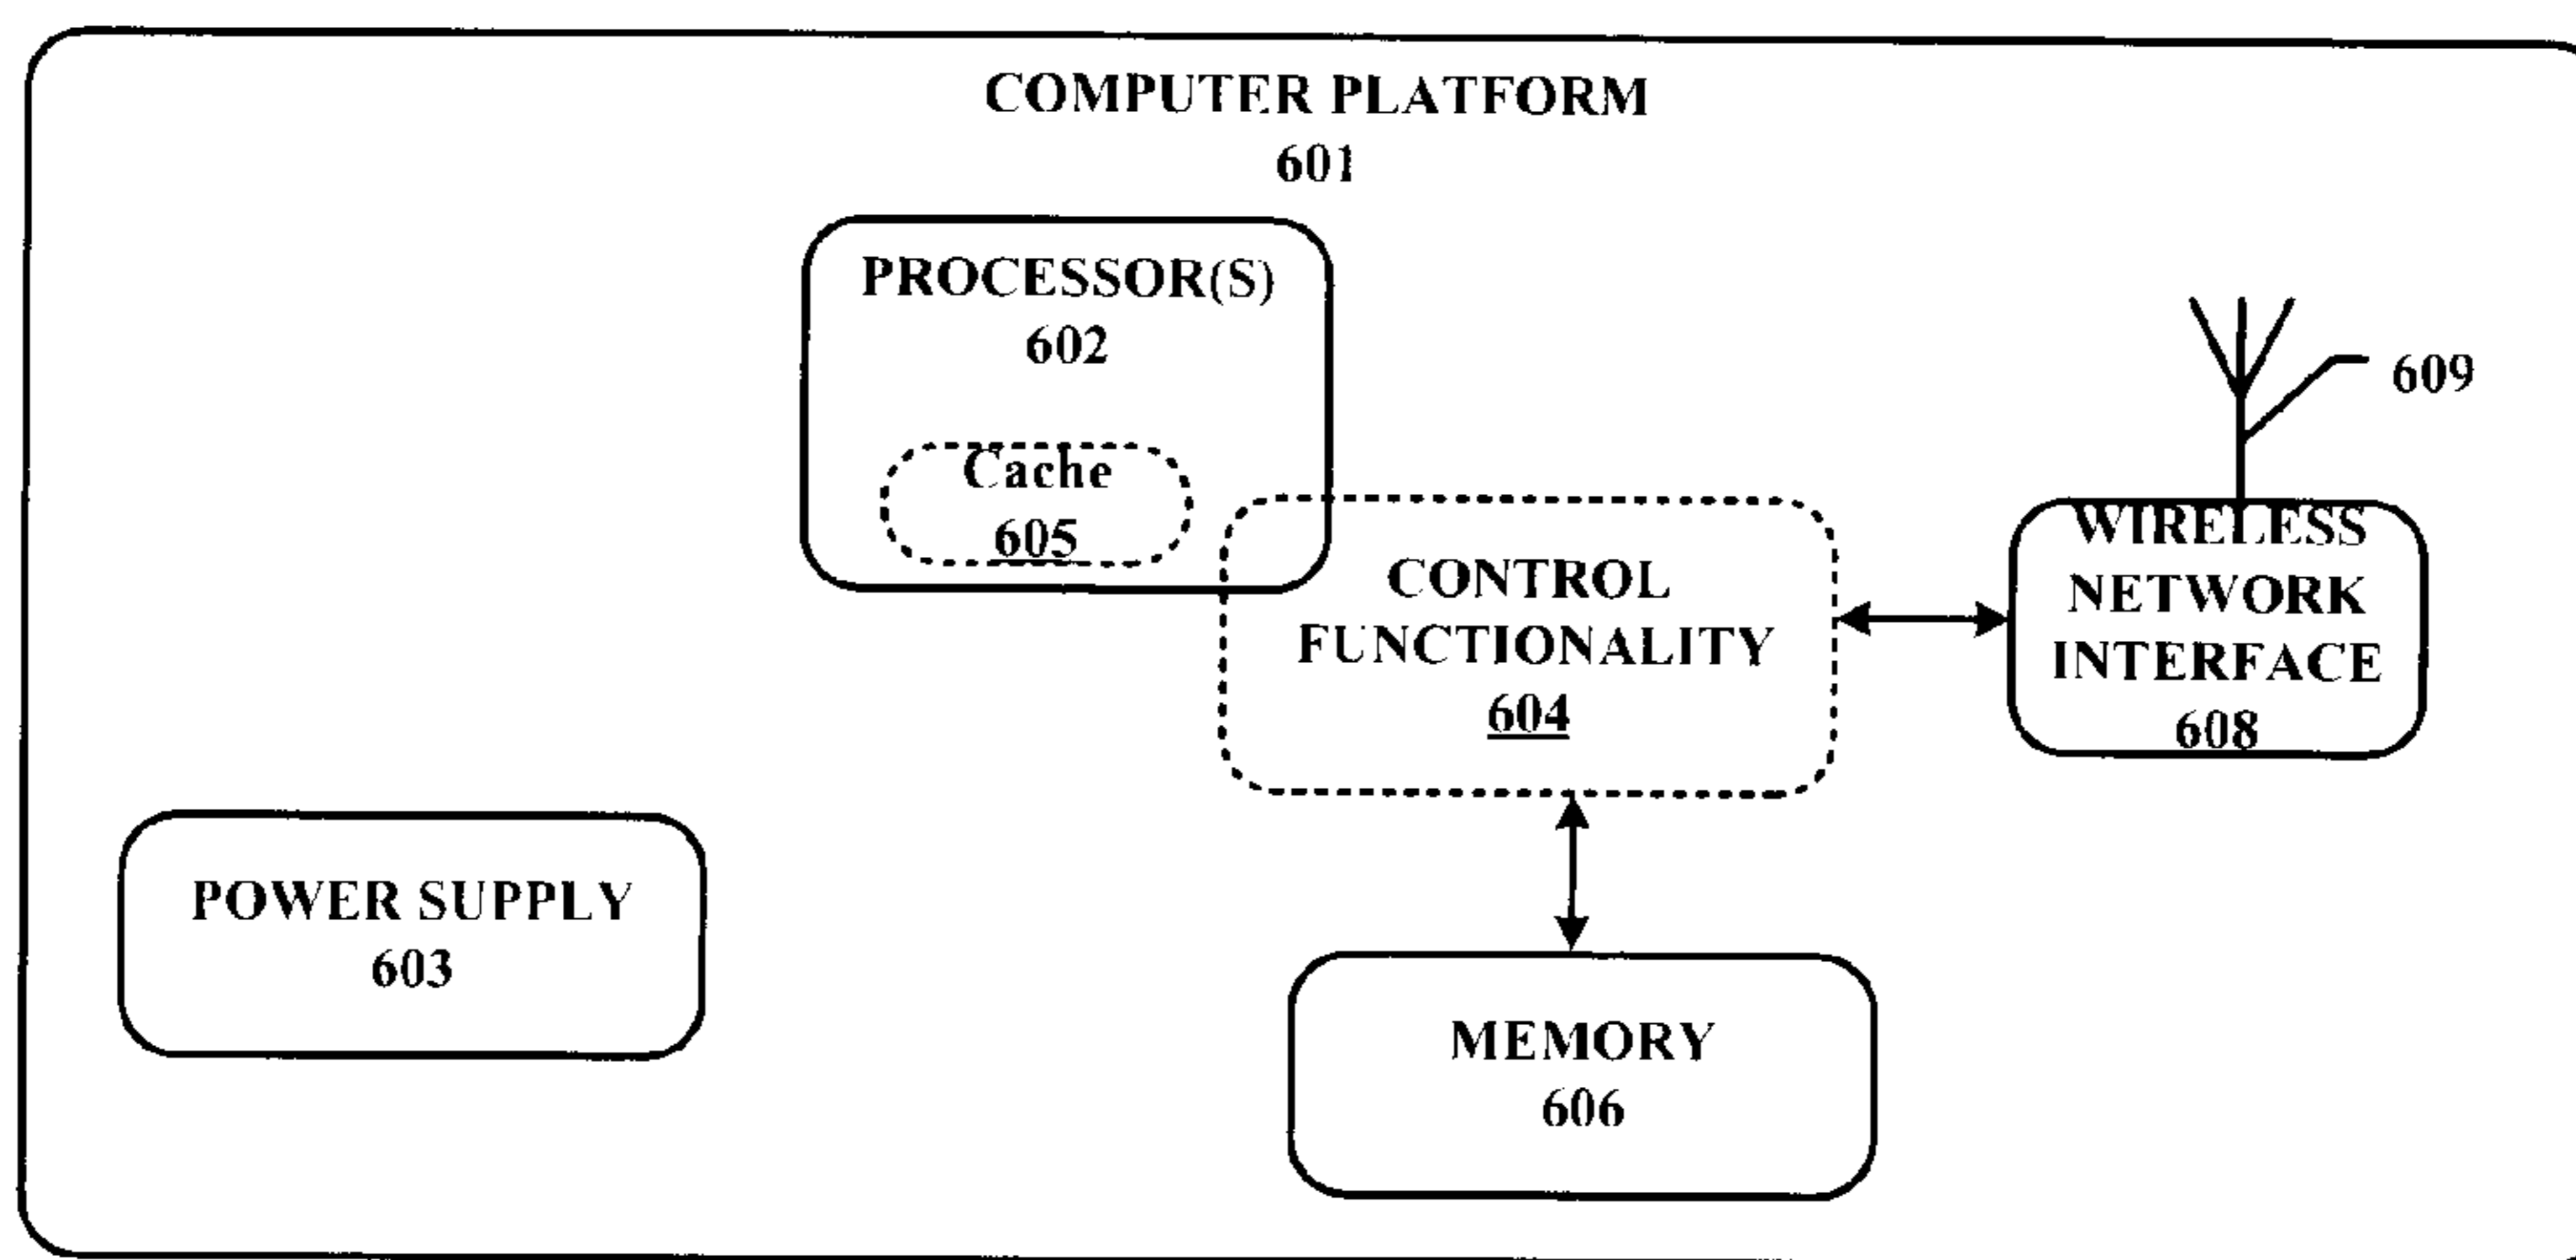 COMPUTER PLATFORM
601
PROCESSOR(S)
602
Cache
605
609
CONTROL
FUNCTIONALITY
604
WIRELESS
NETWORK
INTERFACE
608
POWER SUPPLY
603
MEMORY
606